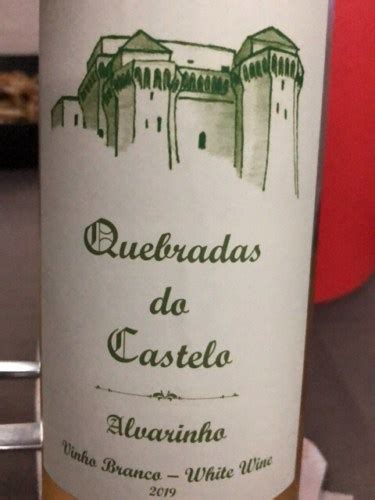 Quebradas
do
Castelo
Alvarinho
Vinho Branco – White Wine
2019